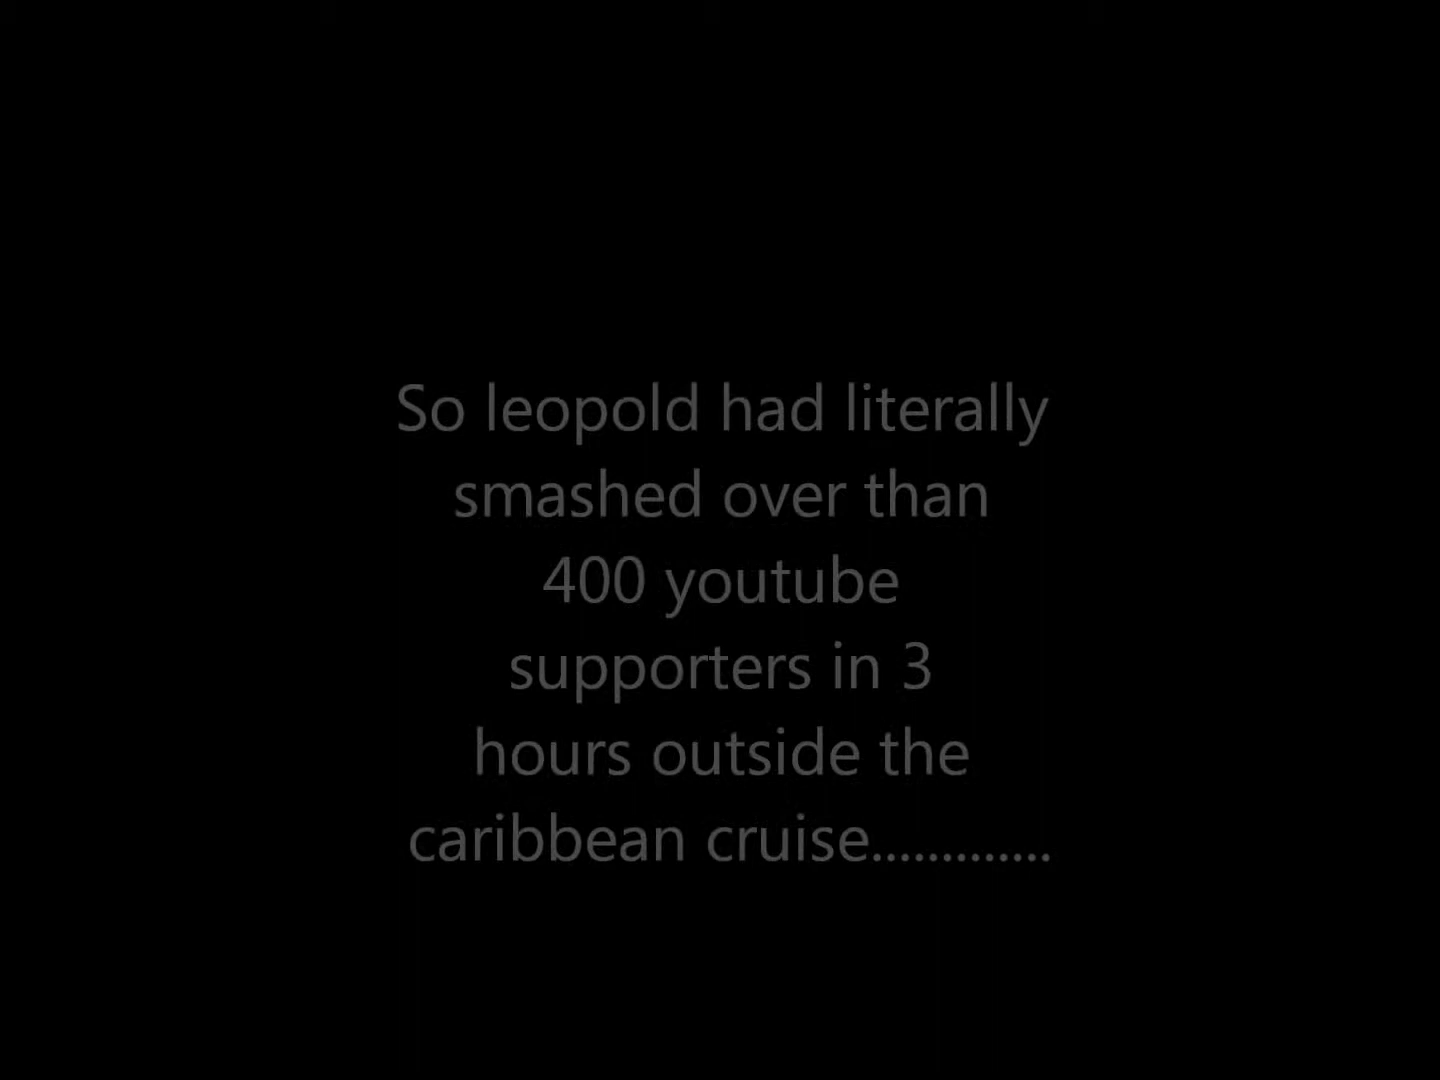 So leopold had literally
smashed over than
400 youtube
supporters in 3
hours outside the
caribbean cruise.............